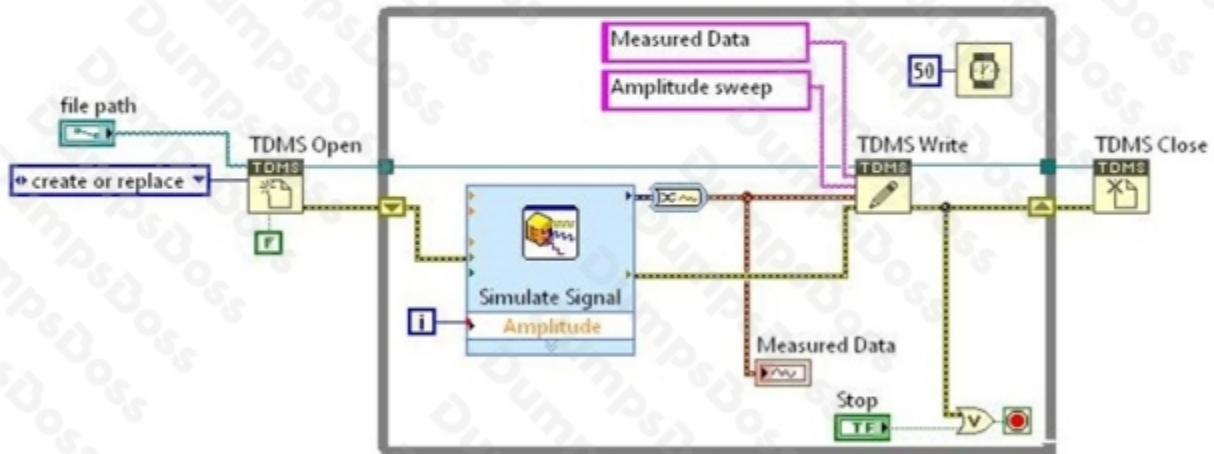 Measured Data
50
Amplitude sweep
file path
TDMS Open
TDMS Write
TDMS Close
TDMS
TDMS
TDMS
create or replace
F
Simulate Signal
i
Amplitude
Measured Data
Stop
TF
V
DumpsDoss